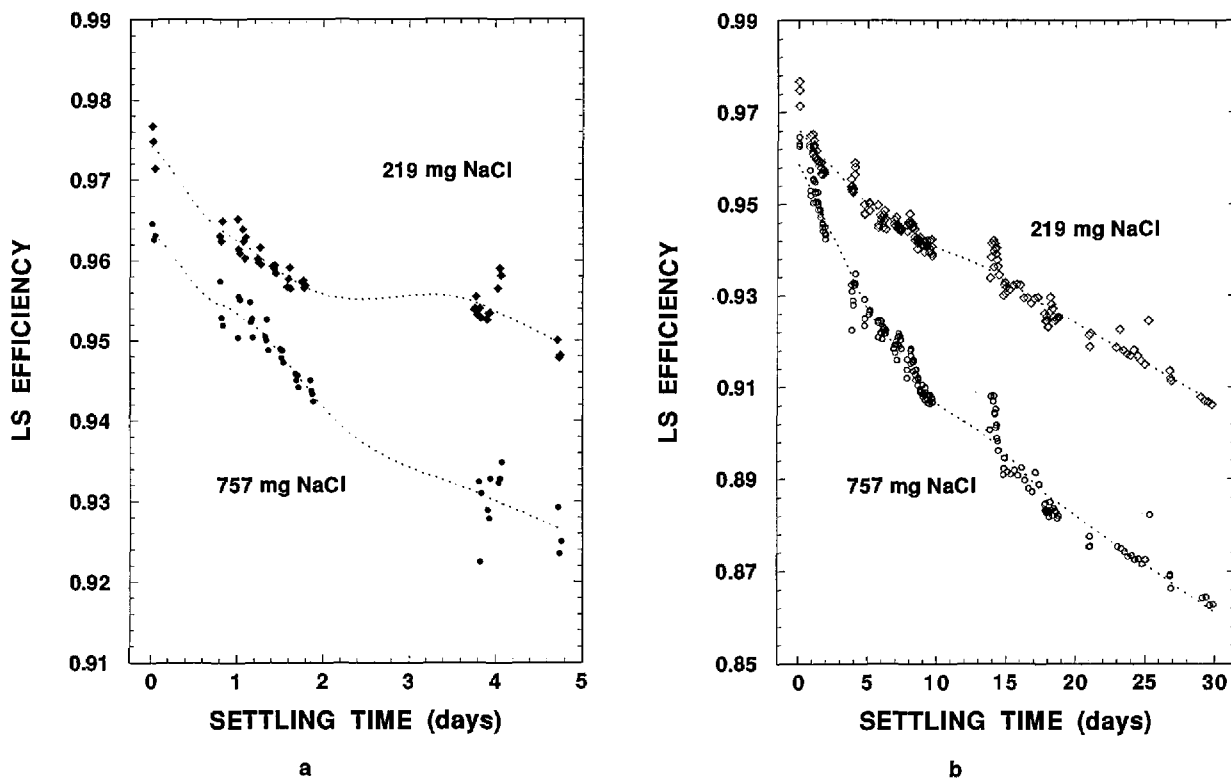 0.99
0.98
0.97
0.96
0.95
0.94
0.93
0.92
0.91
LS EFFICIENCY
219 mg NaCl
757 mg NaCl
0 1 2 3 4 5
SETTLING TIME (days)
a
0.99
0.97
0.95
0.93
0.91
0.89
0.87
0.85
LS EFFICIENCY
219 mg NaCl
757 mg NaCl
0 5 10 15 20 25 30
SETTLING TIME (days)
b